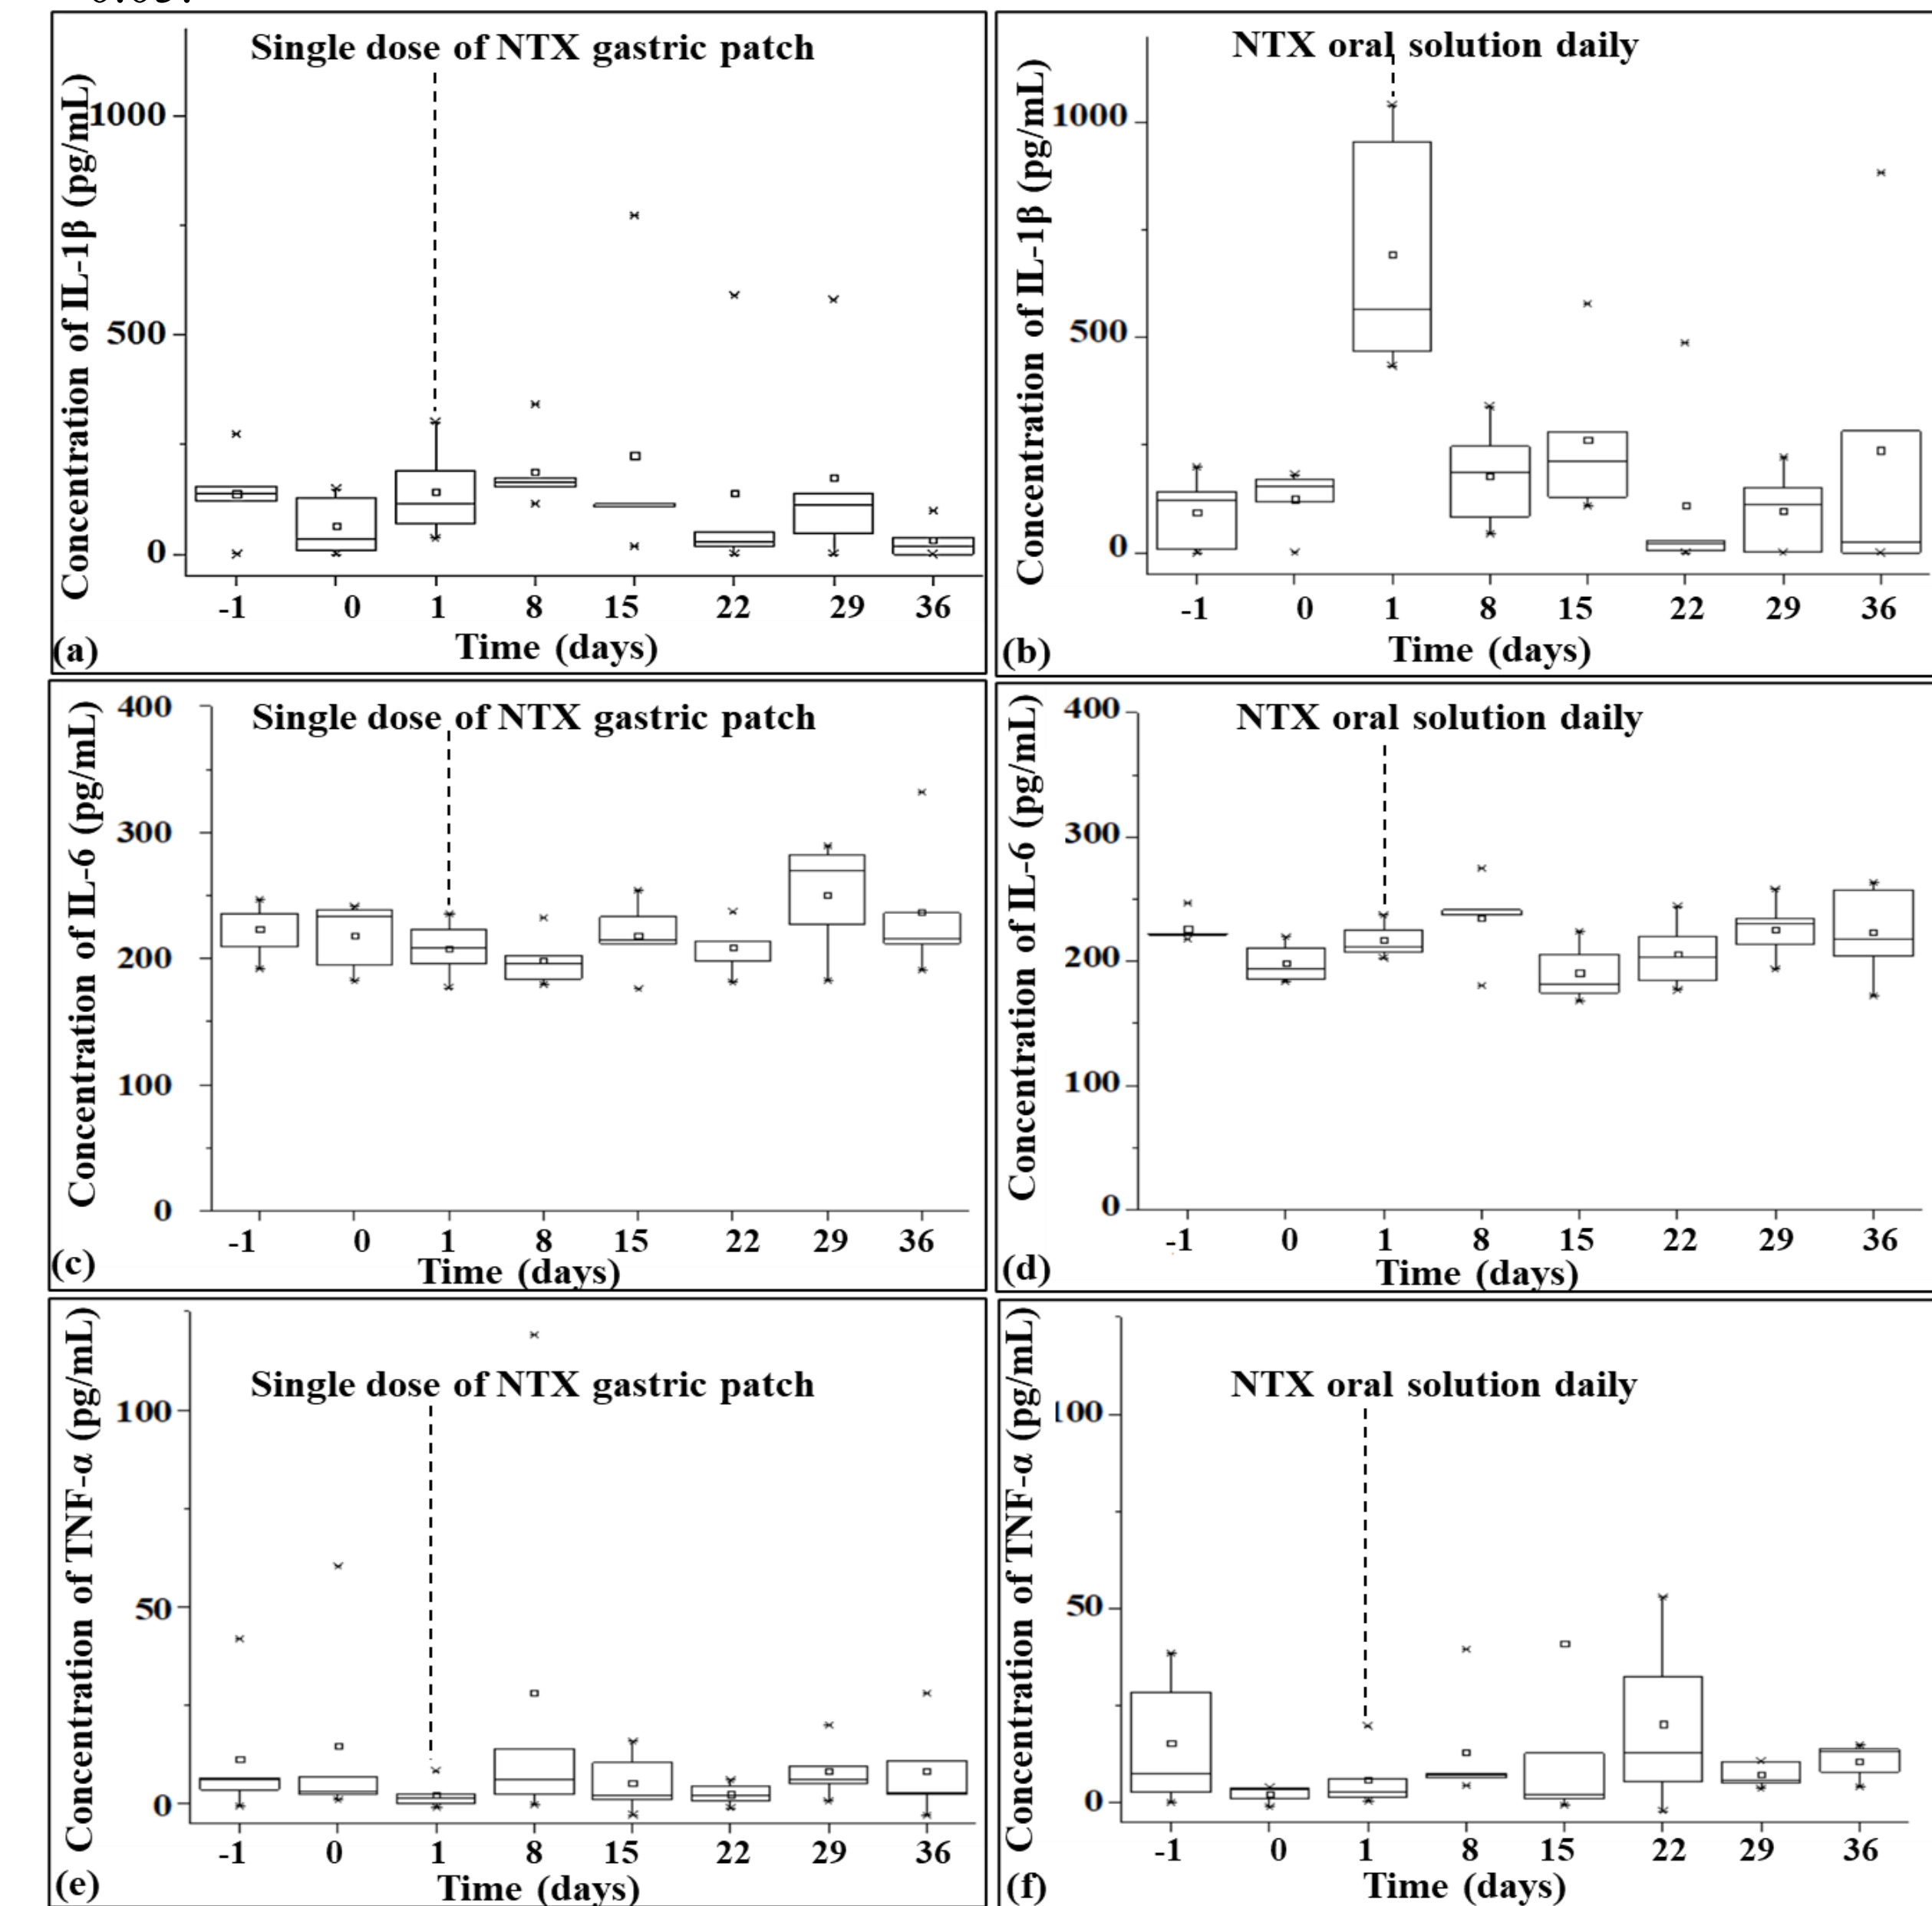 Single dose of NTX gastric patch
Concentration of IL-1β (pg/mL)
1000
500
0
-1 0 1 8 15 22 29 36
Time (days)
(a)
NTX oral solution daily
Concentration of IL-1β (pg/mL)
1000
500
0
-1 0 1 8 15 22 29 36
Time (days)
(b)
Single dose of NTX gastric patch
Concentration of IL-6 (pg/mL)
400
300
200
100
0
-1 0 1 8 15 22 29 36
Time (days)
(c)
NTX oral solution daily
Concentration of IL-6 (pg/mL)
400
300
200
100
0
-1 0 1 8 15 22 29 36
Time (days)
(d)
Single dose of NTX gastric patch
Concentration of TNF-α (pg/mL)
100
50
0
-1 0 1 8 15 22 29 36
Time (days)
(e)
NTX oral solution daily
Concentration of TNF-α (pg/mL)
100
50
0
-1 0 1 8 15 22 29 36
Time (days)
(f)